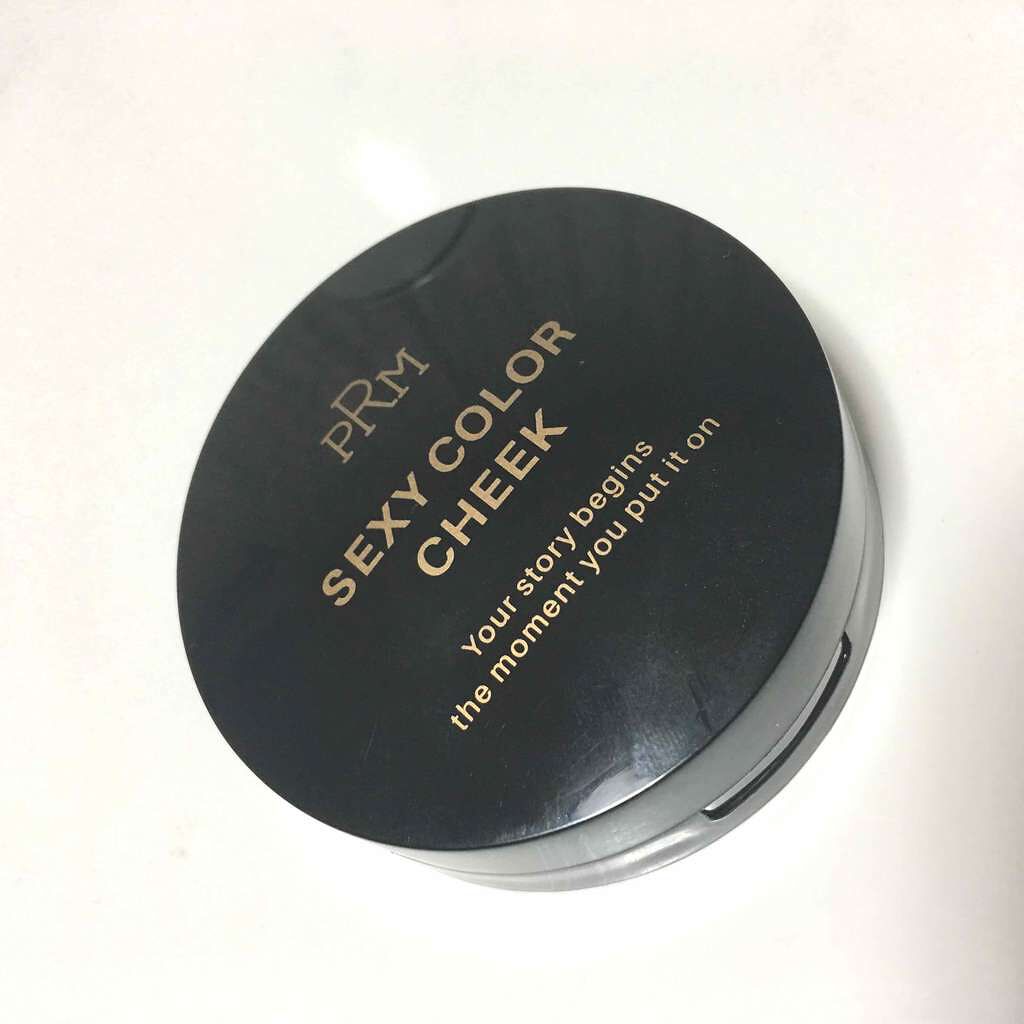 PRM
SEXY COLOR
CHEEK
Your story begins
the moment you put it on